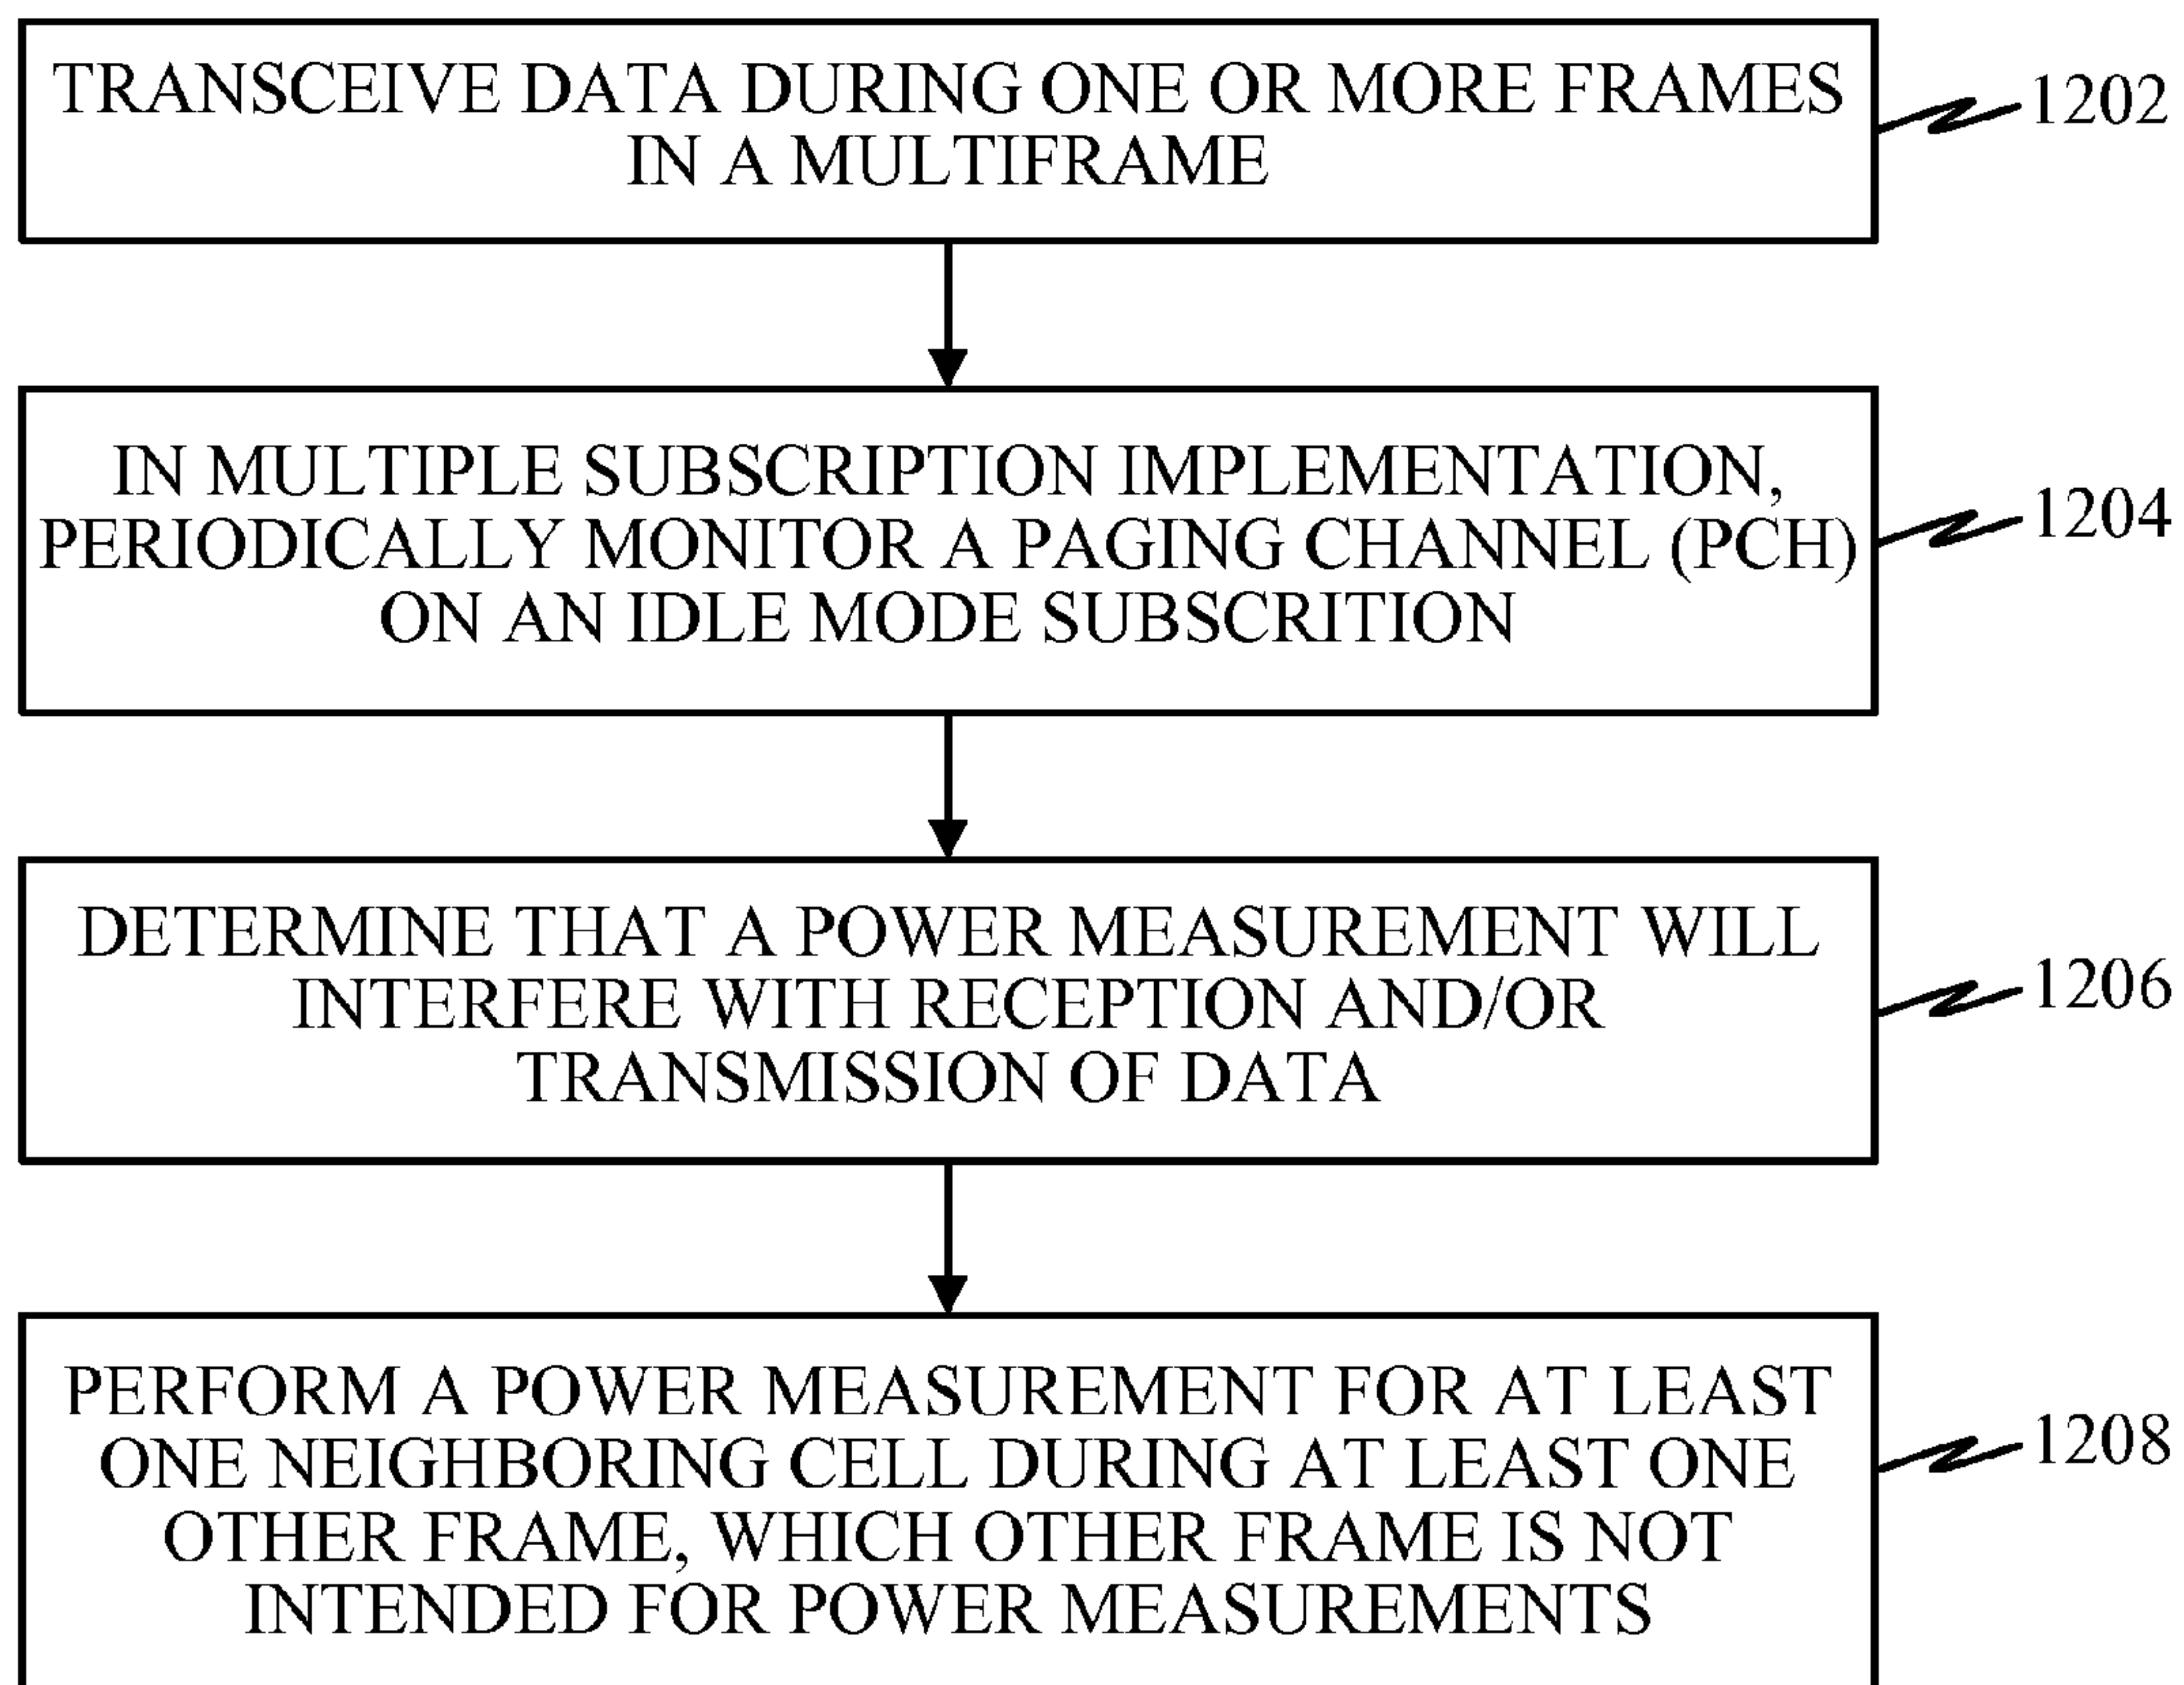 TRANSCEIVE DATA DURING ONE OR MORE FRAMES
IN A MULTIFRAME
1202
IN MULTIPLE SUBSCRIPTION IMPLEMENTATION,
PERIODICALLY MONITOR A PAGING CHANNEL (PCH)
ON AN IDLE MODE SUBSCRITION
1204
DETERMINE THAT A POWER MEASUREMENT WILL
INTERFERE WITH RECEPTION AND/OR
TRANSMISSION OF DATA
1206
PERFORM A POWER MEASUREMENT FOR AT LEAST
ONE NEIGHBORING CELL DURING AT LEAST ONE
OTHER FRAME, WHICH OTHER FRAME IS NOT
INTENDED FOR POWER MEASUREMENTS
1208